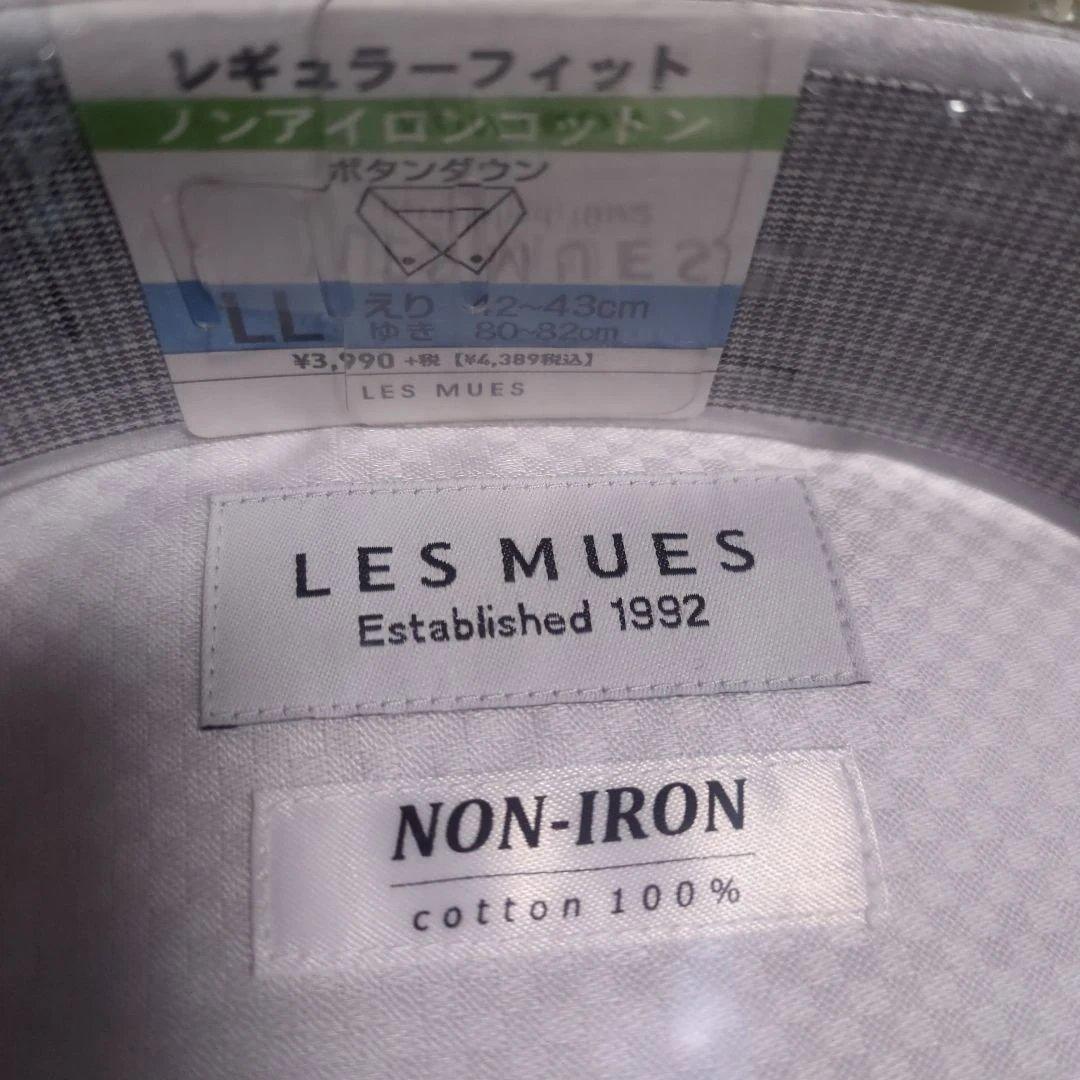 レギュラーフィット
ノンアイロンコットン
ボタンダウン
LL えり 42~43cm
ゆき 80~82cm
¥3,990 +税【¥4,389税込】
LES MUES
LES MUES
Established 1992
NON-IRON
cotton 100%